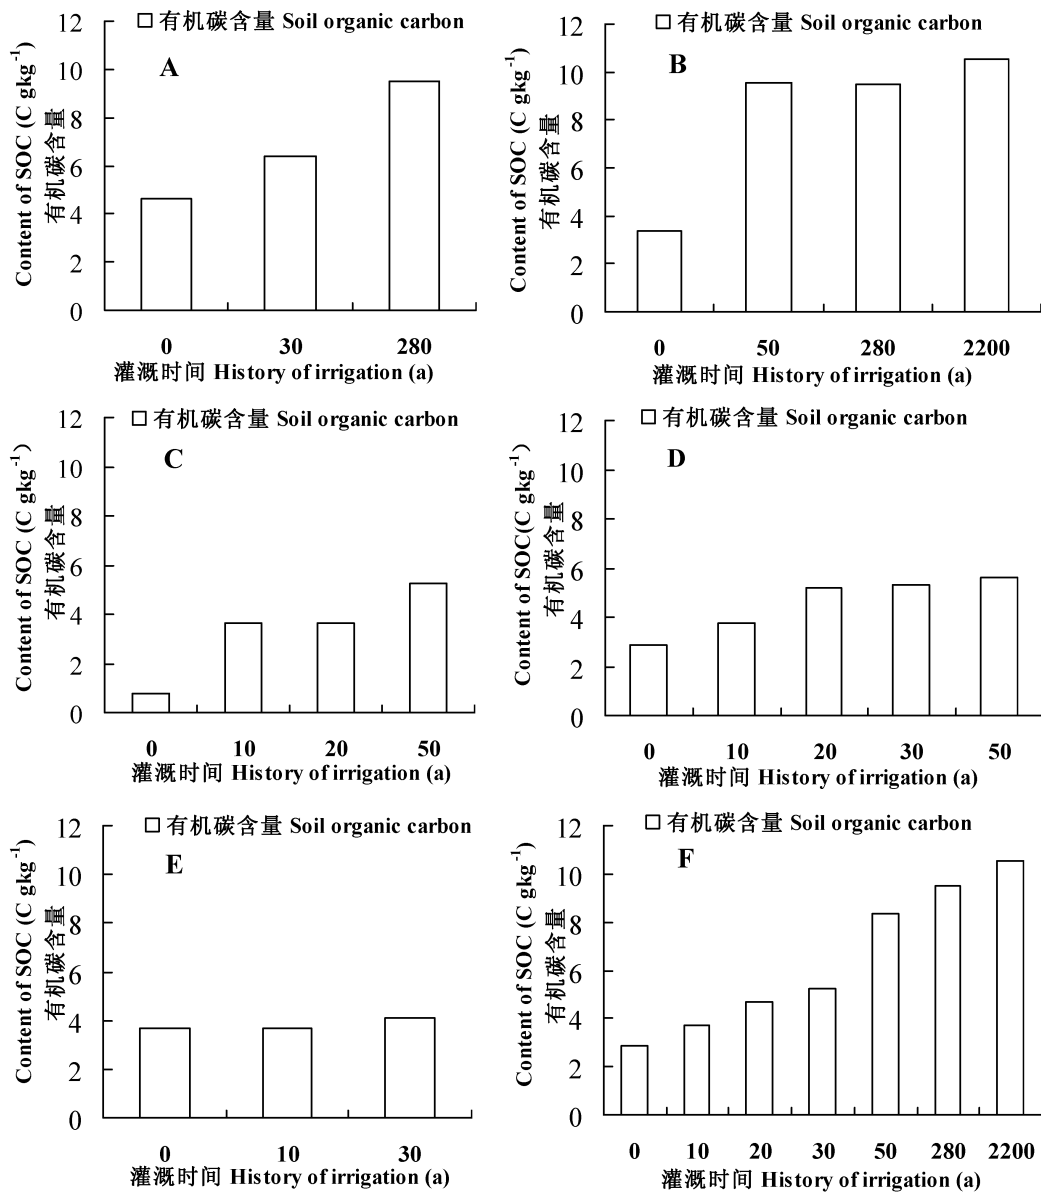 有机碳含量 Soil organic carbon
A
Content of SOC (C gkg-1)
有机碳含量
12
10
8
6
4
2
0
0 30 280
灌溉时间 History of irrigation (a)
有机碳含量 Soil organic carbon
B
Content of SOC (C gkg-1)
有机碳含量
12
10
8
6
4
2
0
0 50 280 2200
灌溉时间 History of irrigation (a)
有机碳含量 Soil organic carbon
C
Content of SOC (C gkg-1)
有机碳含量
12
10
8
6
4
2
0
0 10 20 50
灌溉时间 History of irrigation (a)
有机碳含量 Soil organic carbon
D
Content of SOC(C gkg-1)
有机碳含量
12
10
8
6
4
2
0
0 10 20 30 50
灌溉时间 History of irrigation (a)
有机碳含量 Soil organic carbon
E
Content of SOC (C gkg-1)
有机碳含量
12
10
8
6
4
2
0
0 10 30
灌溉时间 History of irrigation (a)
有机碳含量 Soil organic carbon
F
Content of SOC (C gkg-1)
有机碳含量
12
10
8
6
4
2
0
0 10 20 30 50 280 2200
灌溉时间 History of irrigation (a)